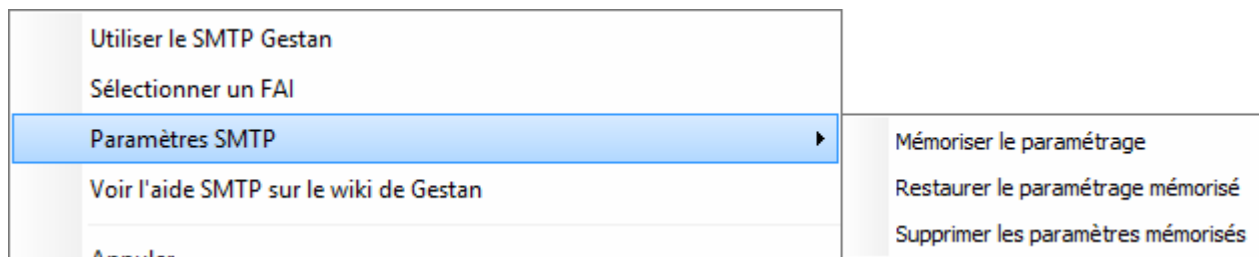 Utiliser le SMTP Gestan
Sélectionner un FAI
Paramètres SMTP
Voir l'aide SMTP sur le wiki de Gestan
Mémoriser le paramétrage
Restaurer le paramétrage mémorisé
Supprimer les paramètres mémorisés